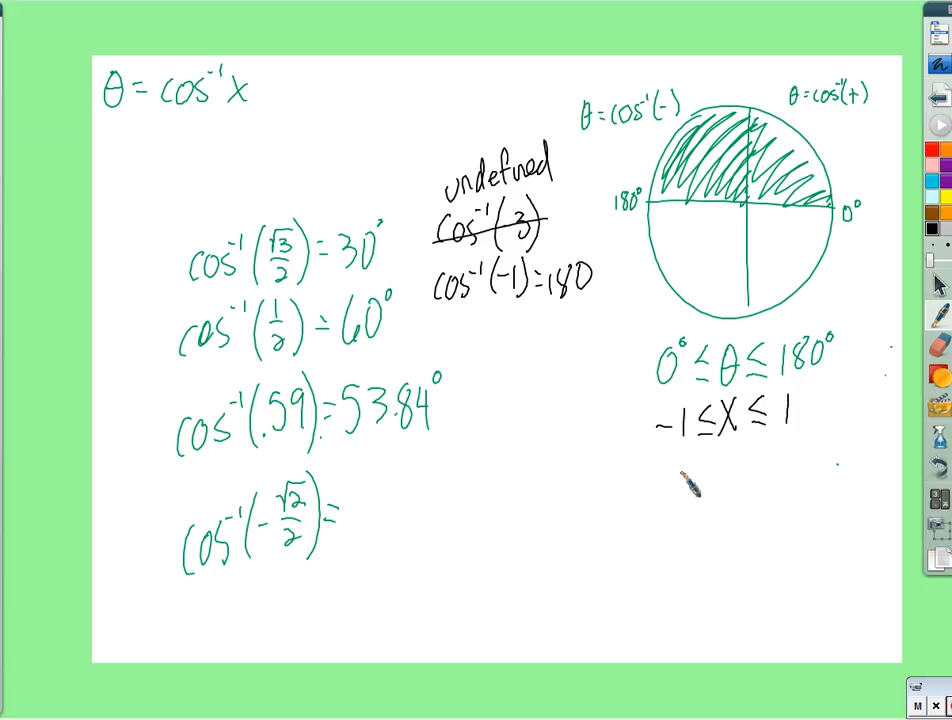 θ = cos⁻¹ x
θ = cos⁻¹(-)
θ = cos⁻¹(+)
180°
0°
undefined
cos⁻¹(3)
cos⁻¹(-1) = 180
cos⁻¹(√3/2) = 30°
cos⁻¹(1/2) = 60°
cos⁻¹(.59) = 53.84°
cos⁻¹(-√2/2) =
0° ≤ θ ≤ 180°
-1 ≤ x ≤ 1
M